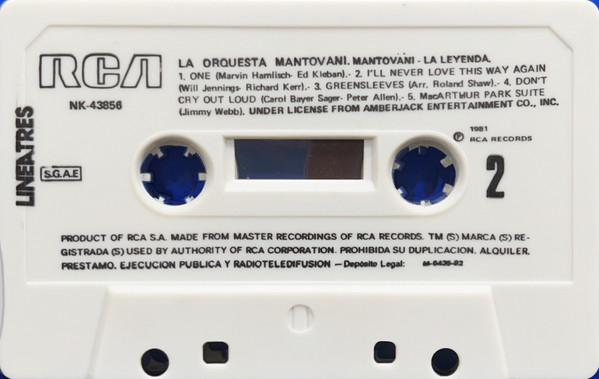 RCA
NK-43856
LINEATRES
S.G.A.E
LA ORQUESTA MANTOVANI. MANTOVANI - LA LEYENDA.
1. ONE (Marvin Hamlisch- Ed Kleban).- 2. I'LL NEVER LOVE THIS WAY AGAIN
(Will Jennings- Richard Kerr).- 3. GREENSLEEVES (Arr. Roland Shaw).- 4. DON'T
CRY OUT LOUD (Carol Bayer Sager- Peter Allen).- 5. MacARTHUR PARK SUITE
(Jimmy Webb). UNDER LICENSE FROM AMBERJACK ENTERTAINMENT CO., INC.
℗ 1981
RCA RECORDS
2
PRODUCT OF RCA S.A. MADE FROM MASTER RECORDINGS OF RCA RECORDS. TM (S) MARCA (S) RE-
GISTRADA (S) USED BY AUTHORITY OF RCA CORPORATION. PROHIBIDA SU DUPLICACION. ALQUILER.
PRESTAMO. EJECUCION PUBLICA Y RADIOTELEDIFUSION — Depósito Legal: